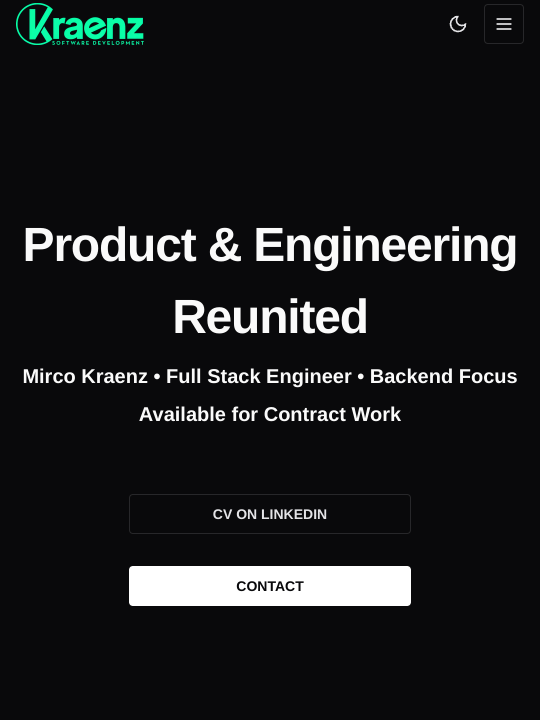 Kraenz
SOFTWARE DEVELOPMENT
Product & Engineering
Reunited
Mirco Kraenz • Full Stack Engineer • Backend Focus
Available for Contract Work
CV ON LINKEDIN
CONTACT